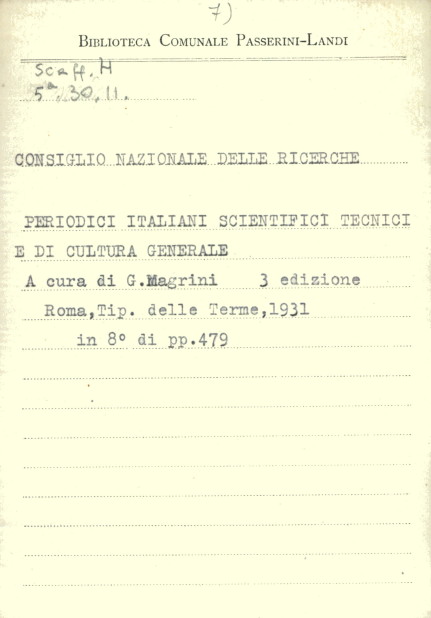 7)
BIBLIOTECA COMUNALE PASSERINI-LANDI
Scaff. H
5ª. 30. 11.
CONSIGLIO NAZIONALE DELLE RICERCHE
PERIODICI ITALIANI SCIENTIFICI TECNICI
E DI CULTURA GENERALE
A cura di G.Magrini 3 edizione
Roma,Tip. delle Terme,1931
in 8° di pp.479